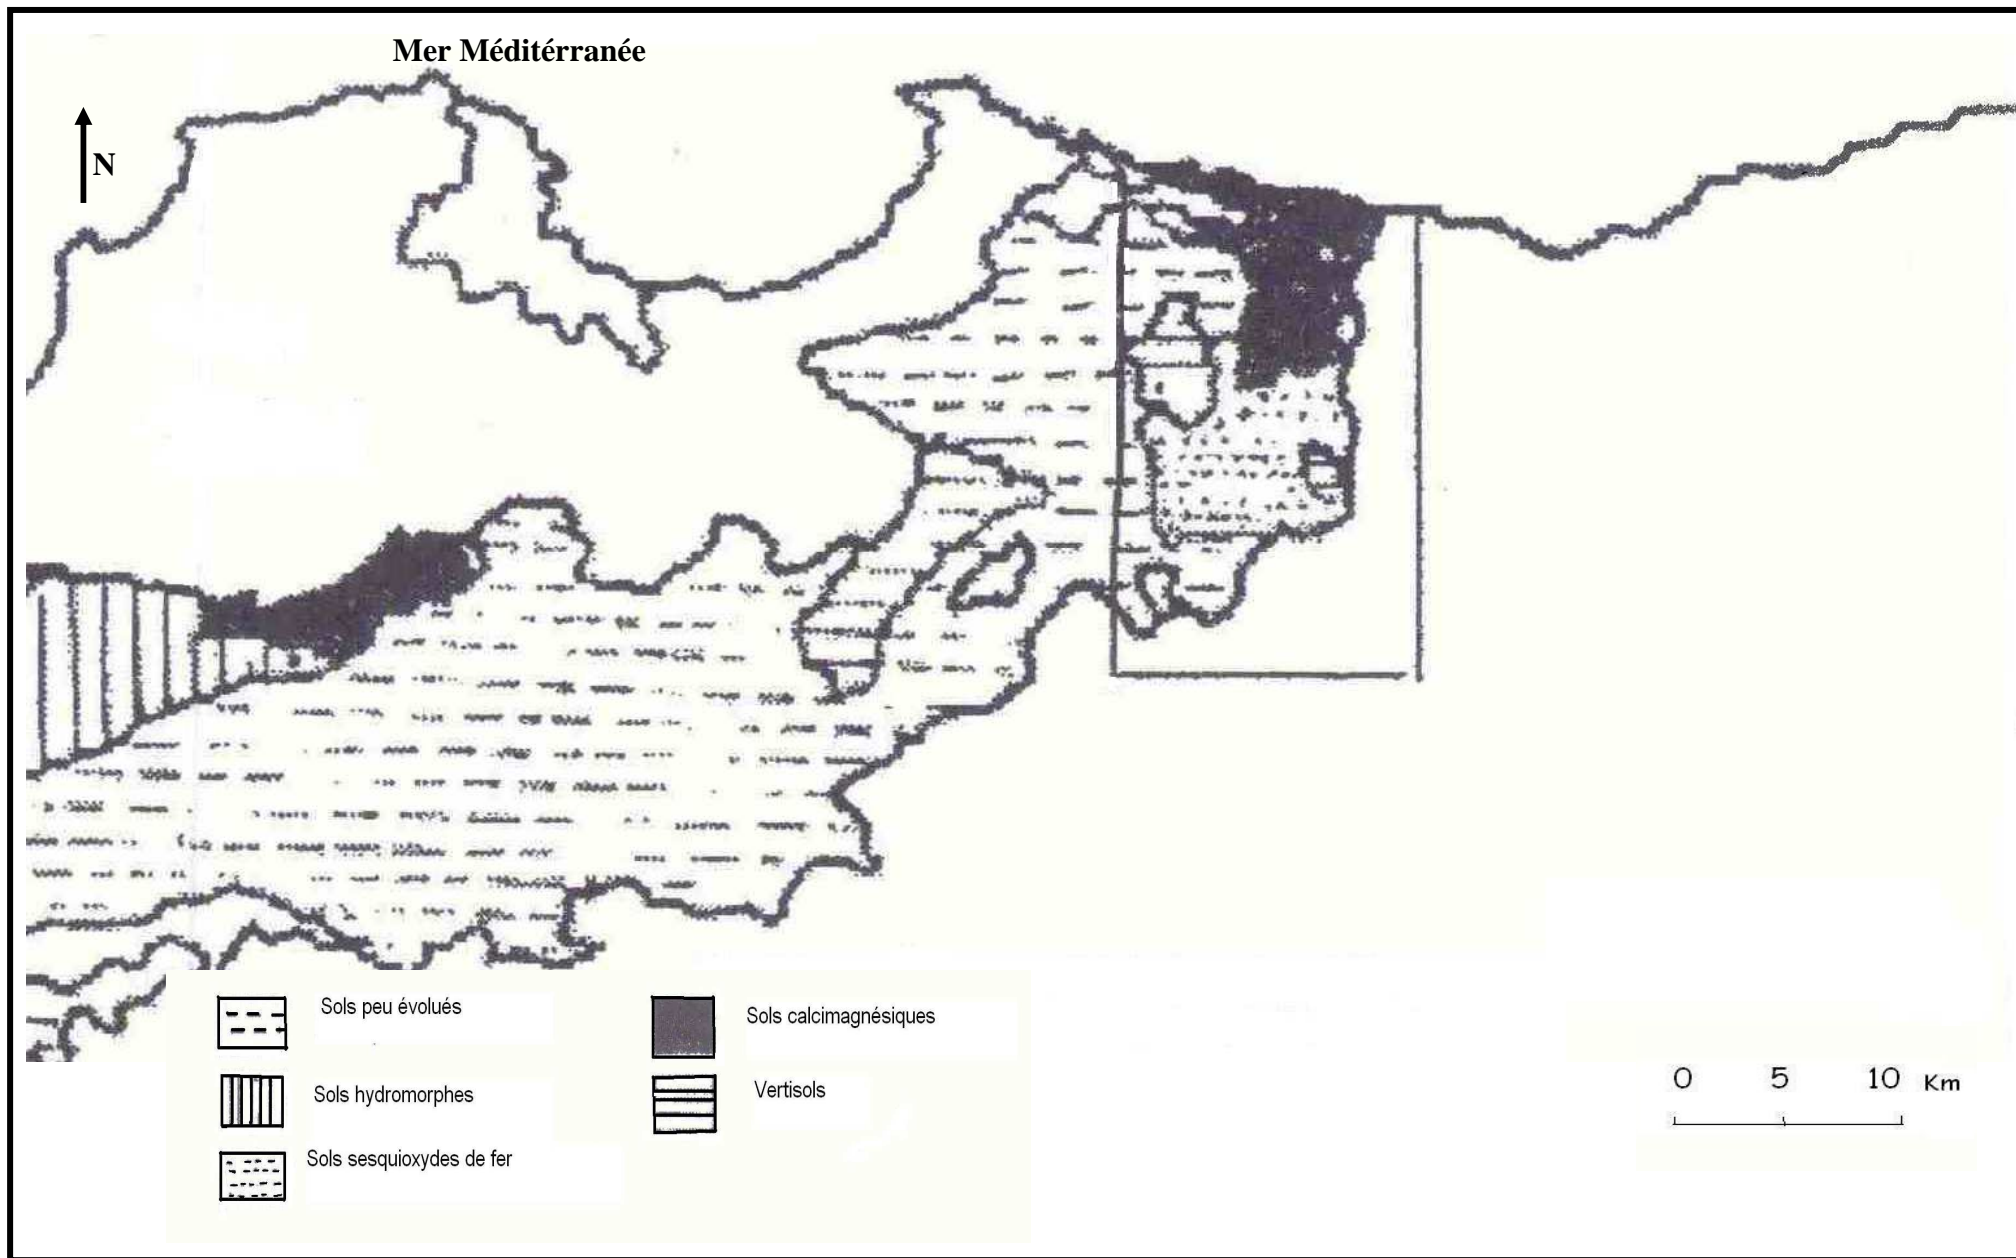 Mer Méditérranée
N
Sols peu évolués
Sols calcimagnésiques
Sols hydromorphes
Vertisols
Sols sesquioxydes de fer
0 5 10 Km